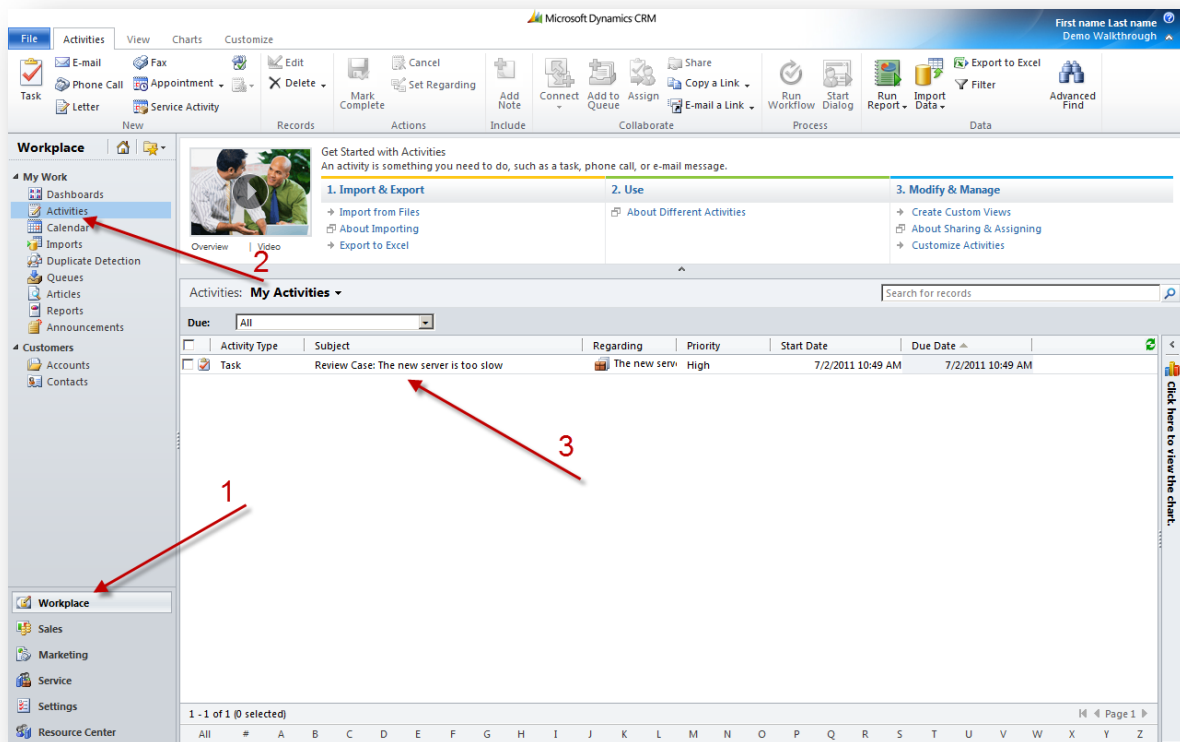 Microsoft Dynamics CRM
First name Last name
Demo Walkthrough
File Activities View Charts Customize
Task
E-mail
Phone Call
Letter
Fax
Appointment
Service Activity
New
Edit
Delete
Records
Mark Complete
Cancel
Set Regarding
Actions
Add Note
Include
Connect
Add to Queue
Assign
Share
Copy a Link
E-mail a Link
Collaborate
Run Workflow
Start Dialog
Process
Run Report
Import Data
Export to Excel
Filter
Advanced Find
Data
Workplace
My Work
Dashboards
Activities
Calendar
Imports
Duplicate Detection
Queues
Articles
Reports
Announcements
Customers
Accounts
Contacts
Get Started with Activities
An activity is something you need to do, such as a task, phone call, or e-mail message.
Overview | Video
1. Import & Export
Import from Files
About Importing
Export to Excel
2. Use
About Different Activities
3. Modify & Manage
Create Custom Views
About Sharing & Assigning
Customize Activities
2
Activities: My Activities
Search for records
Due: All
Activity Type Subject Regarding Priority Start Date Due Date
Task Review Case: The new server is too slow The new serv High 7/2/2011 10:49 AM 7/2/2011 10:49 AM
3
1
Click here to view the chart.
Workplace
Sales
Marketing
Service
Settings
Resource Center
1 - 1 of 1 (0 selected)
Page 1
All # A B C D E F G H I J K L M N O P Q R S T U V W X Y Z